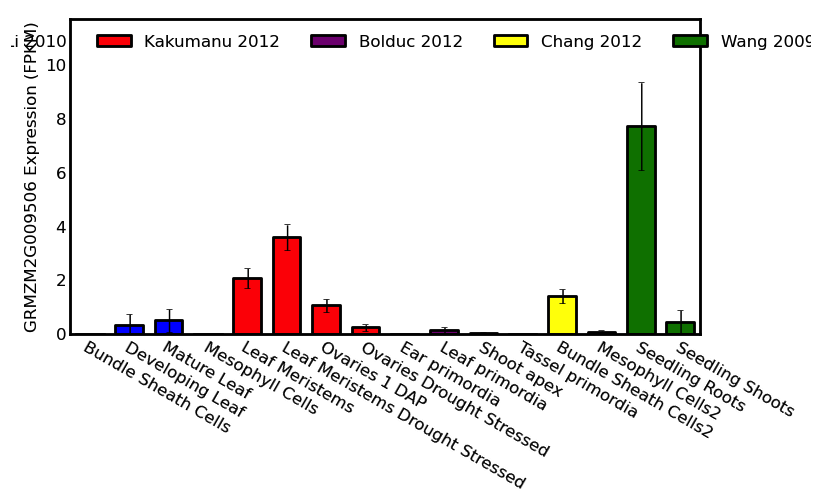 Li 2010
Kakumanu 2012
Bolduc 2012
Chang 2012
Wang 2009
GRMZM2G009506 Expression (FPKM)
10
8
6
4
2
0
Bundle Sheath Cells
Developing Leaf
Mature Leaf
Mesophyll Cells
Leaf Meristems
Leaf Meristems Drought Stressed
Ovaries 1 DAP
Ovaries Drought Stressed
Ear primordia
Leaf primordia
Shoot apex
Tassel primordia
Bundle Sheath Cells2
Mesophyll Cells2
Seedling Roots
Seedling Shoots